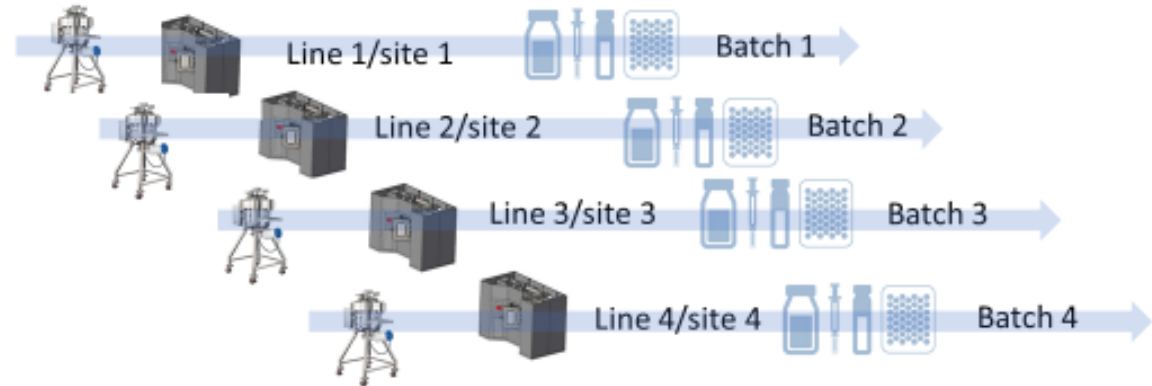 Line 1/site 1 Batch 1
Line 2/site 2 Batch 2
Line 3/site 3 Batch 3
Line 4/site 4 Batch 4